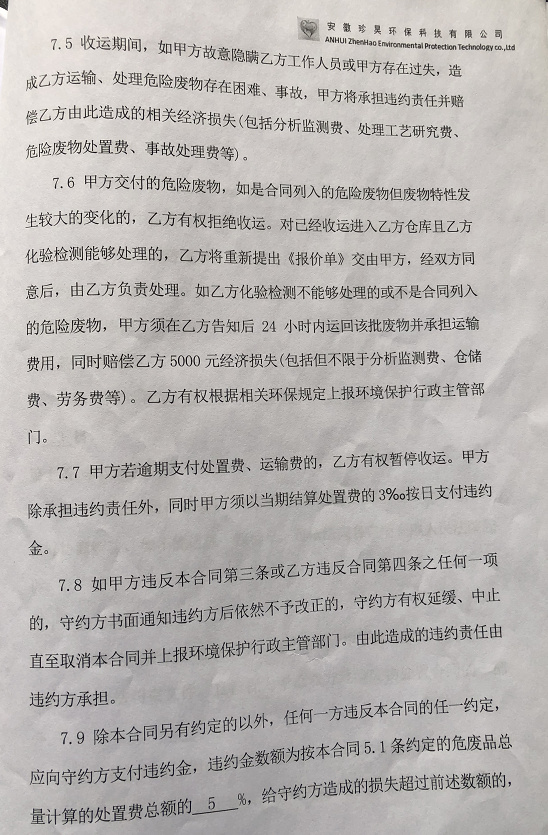 安徽珍昊环保科技有限公司
ANHUI ZhenHao Environmental Protection Technology co.,Ltd
7.5 收运期间，如甲方故意隐瞒乙方工作人员或甲方存在过失，造
成乙方运输、处理危险废物存在困难、事故，甲方将承担违约责任并赔
偿乙方由此造成的相关经济损失(包括分析监测费、处理工艺研究费、
危险废物处置费、事故处理费等)。
7.6 甲方交付的危险废物，如是合同列入的危险废物但废物特性发
生较大的变化的，乙方有权拒绝收运。对已经收运进入乙方仓库且乙方
化验检测能够处理的，乙方将重新提出《报价单》交由甲方，经双方同
意后，由乙方负责处理。如乙方化验检测不能够处理的或不是合同列入
的危险废物，甲方须在乙方告知后 24 小时内运回该批废物并承担运输
费用，同时赔偿乙方 5000 元经济损失(包括但不限于分析监测费、仓储
费、劳务费等)。乙方有权根据相关环保规定上报环境保护行政主管部
门。
7.7 甲方若逾期支付处置费、运输费的，乙方有权暂停收运。甲方
除承担违约责任外，同时甲方须以当期结算处置费的 3‰按日支付违约
金。
7.8 如甲方违反本合同第三条或乙方违反合同第四条之任何一项
的，守约方书面通知违约方后依然不予改正的，守约方有权延缓、中止
直至取消本合同并上报环境保护行政主管部门。由此造成的违约责任由
违约方承担。
7.9 除本合同另有约定的以外，任何一方违反本合同的任一约定，
应向守约方支付违约金，违约金数额为按本合同 5.1 条约定的危废品总
量计算的处置费总额的 5 %，给守约方造成的损失超过前述数额的，